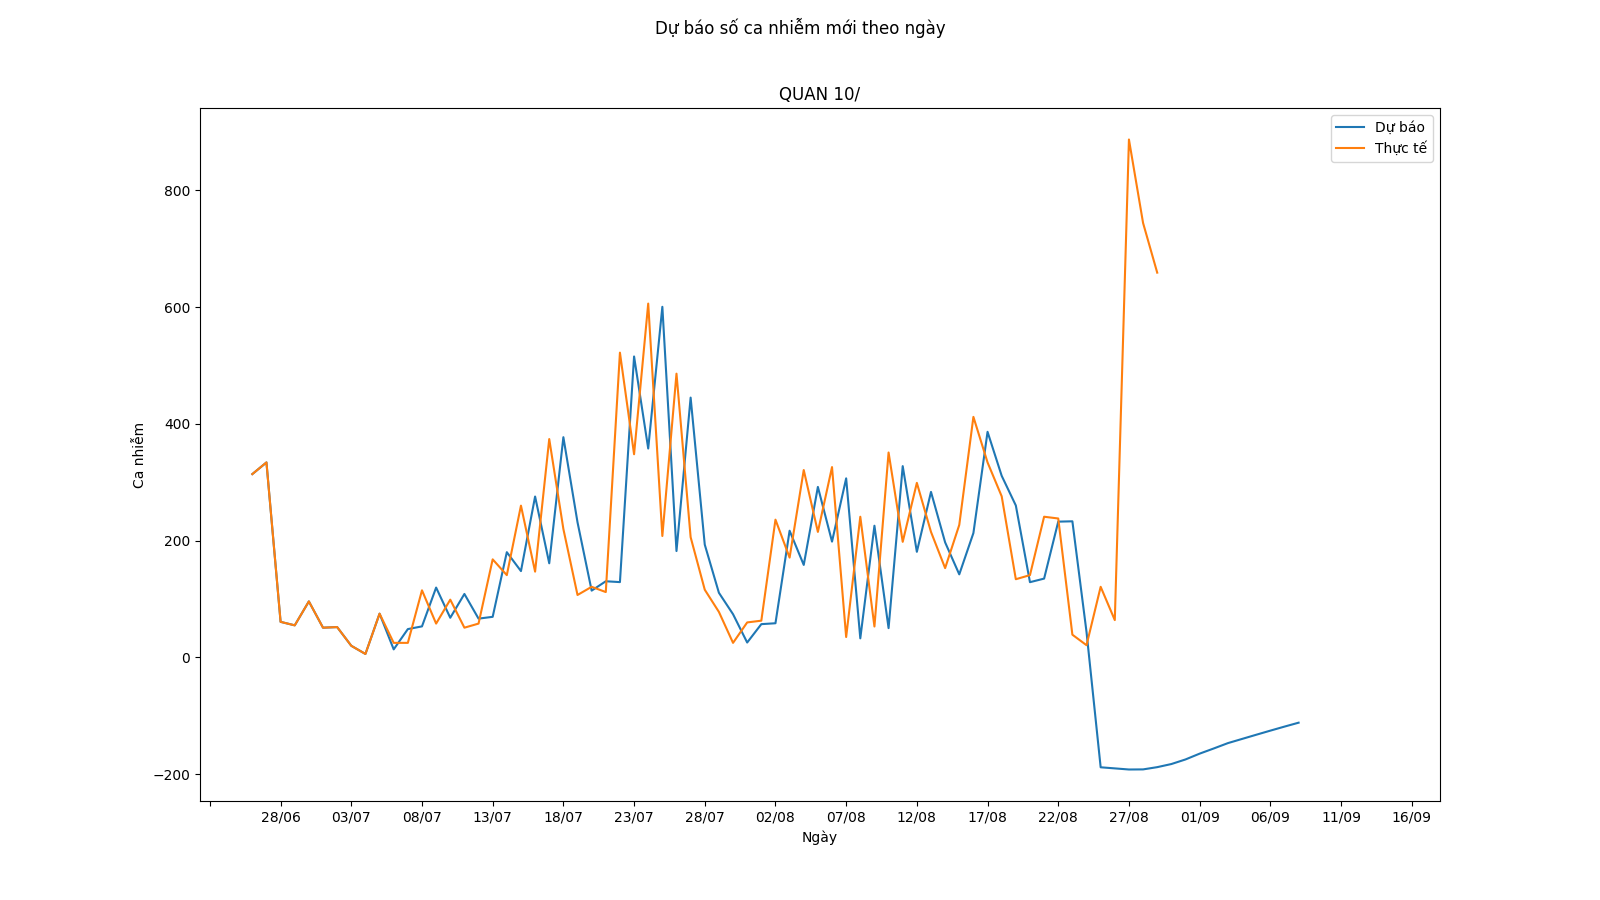 Dự báo số ca nhiễm mới theo ngày
QUAN 10/
Dự báo
Thực tế
Ca nhiễm
800
600
400
200
0
−200
28/06 03/07 08/07 13/07 18/07 23/07 28/07 02/08 07/08 12/08 17/08 22/08 27/08 01/09 06/09 11/09 16/09
Ngày